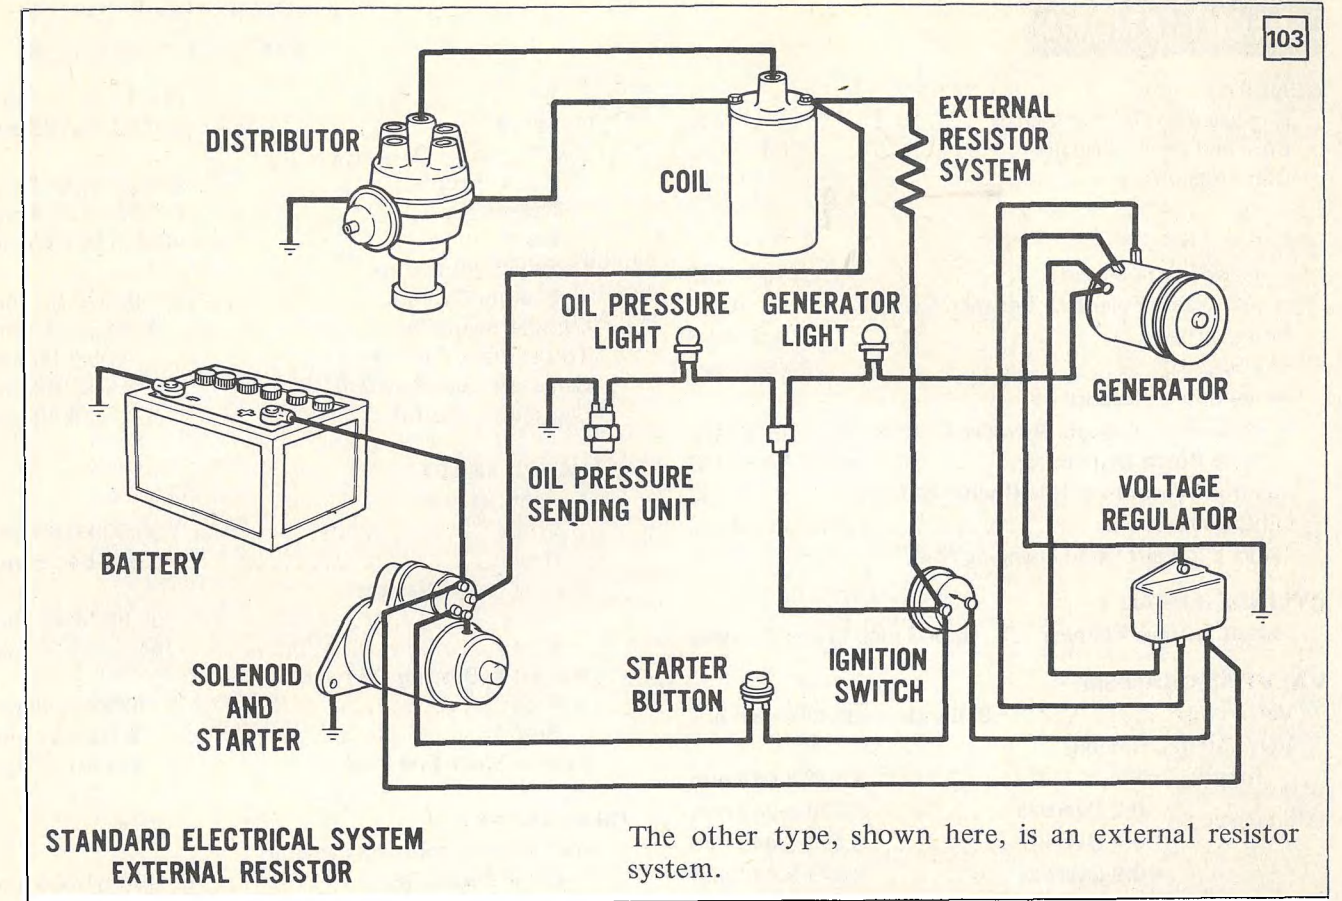 103
DISTRIBUTOR
COIL
EXTERNAL
RESISTOR
SYSTEM
OIL PRESSURE
LIGHT
GENERATOR
LIGHT
GENERATOR
OIL PRESSURE
SENDING UNIT
VOLTAGE
REGULATOR
BATTERY
SOLENOID
AND
STARTER
STARTER
BUTTON
IGNITION
SWITCH
STANDARD ELECTRICAL SYSTEM
EXTERNAL RESISTOR
The other type, shown here, is an external resistor
system.